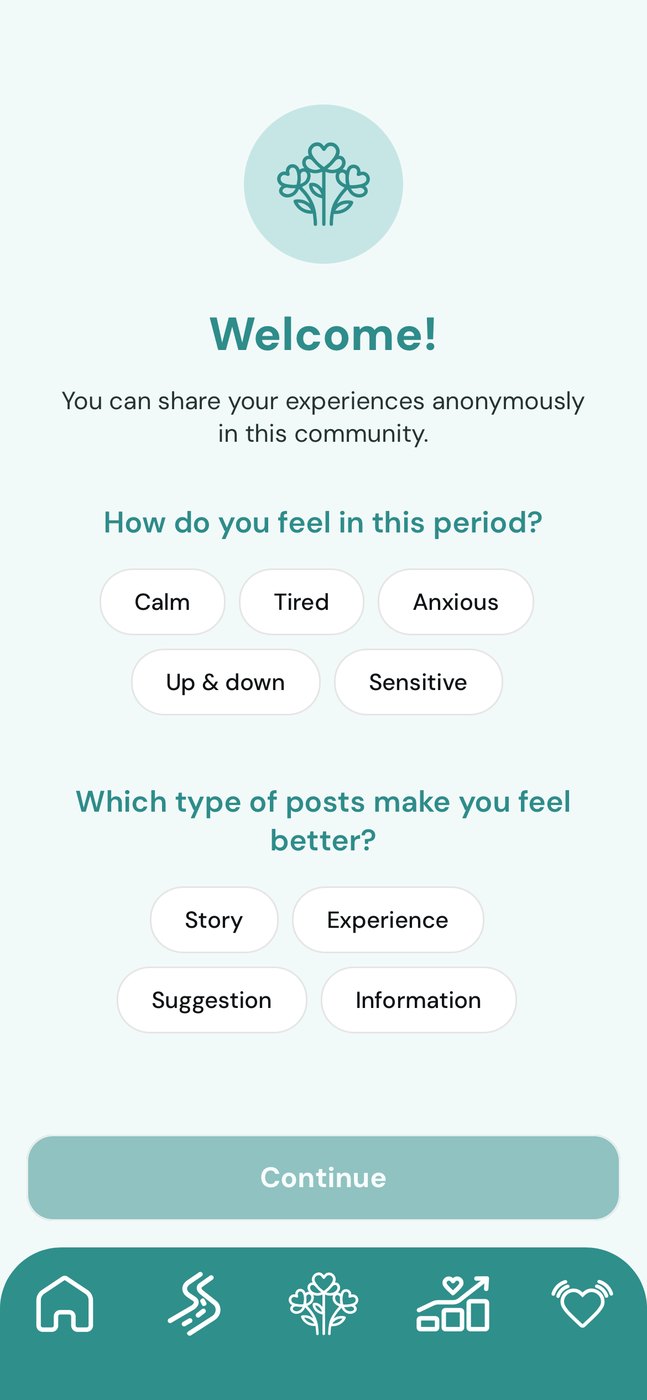 Welcome!
You can share your experiences anonymously
in this community.
How do you feel in this period?
Calm
Tired
Anxious
Up & down
Sensitive
Which type of posts make you feel
better?
Story
Experience
Suggestion
Information
Continue